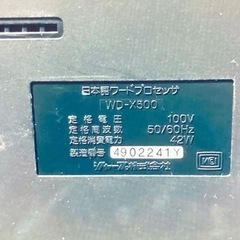 日本語ワードプロセッサ
WD-X800
定格電圧 100V
定格周波数 50/60Hz
定格消費電力 42W
製造番号 4902241Y
シャープ株式会社